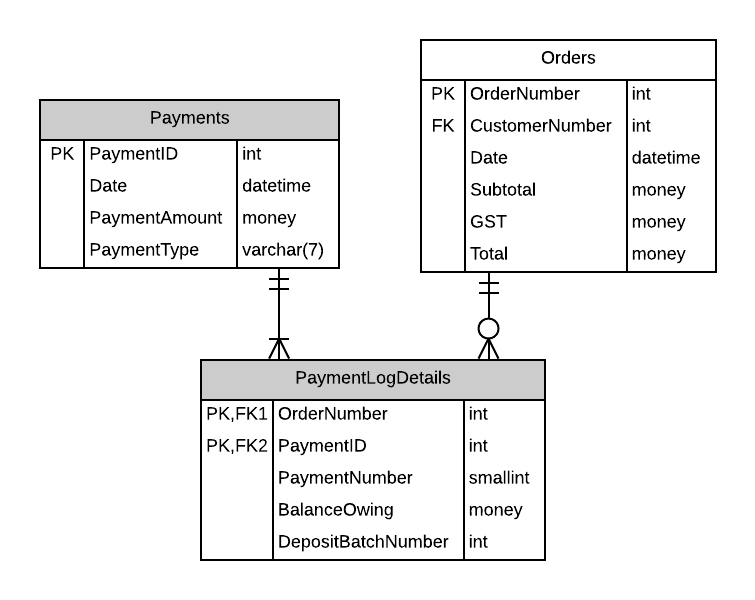 Orders
PK OrderNumber int
FK CustomerNumber int
Date datetime
Subtotal money
GST money
Total money
Payments
PK PaymentID int
Date datetime
PaymentAmount money
PaymentType varchar(7)
PaymentLogDetails
PK,FK1 OrderNumber int
PK,FK2 PaymentID int
PaymentNumber smallint
BalanceOwing money
DepositBatchNumber int